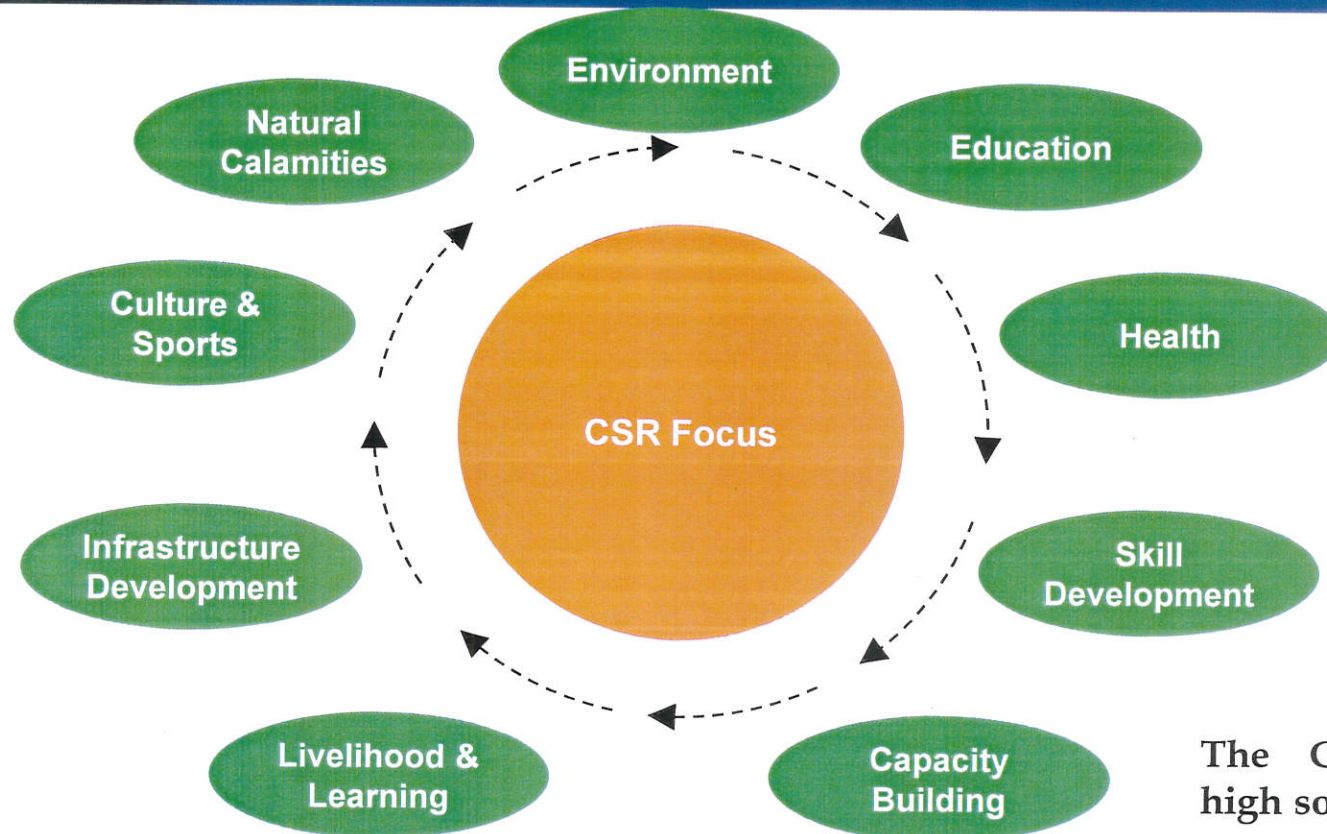 Environment
Education
Health
Skill
Development
Capacity
Building
Livelihood &
Learning
Infrastructure
Development
Culture &
Sports
Natural
Calamities
CSR Focus
The
high